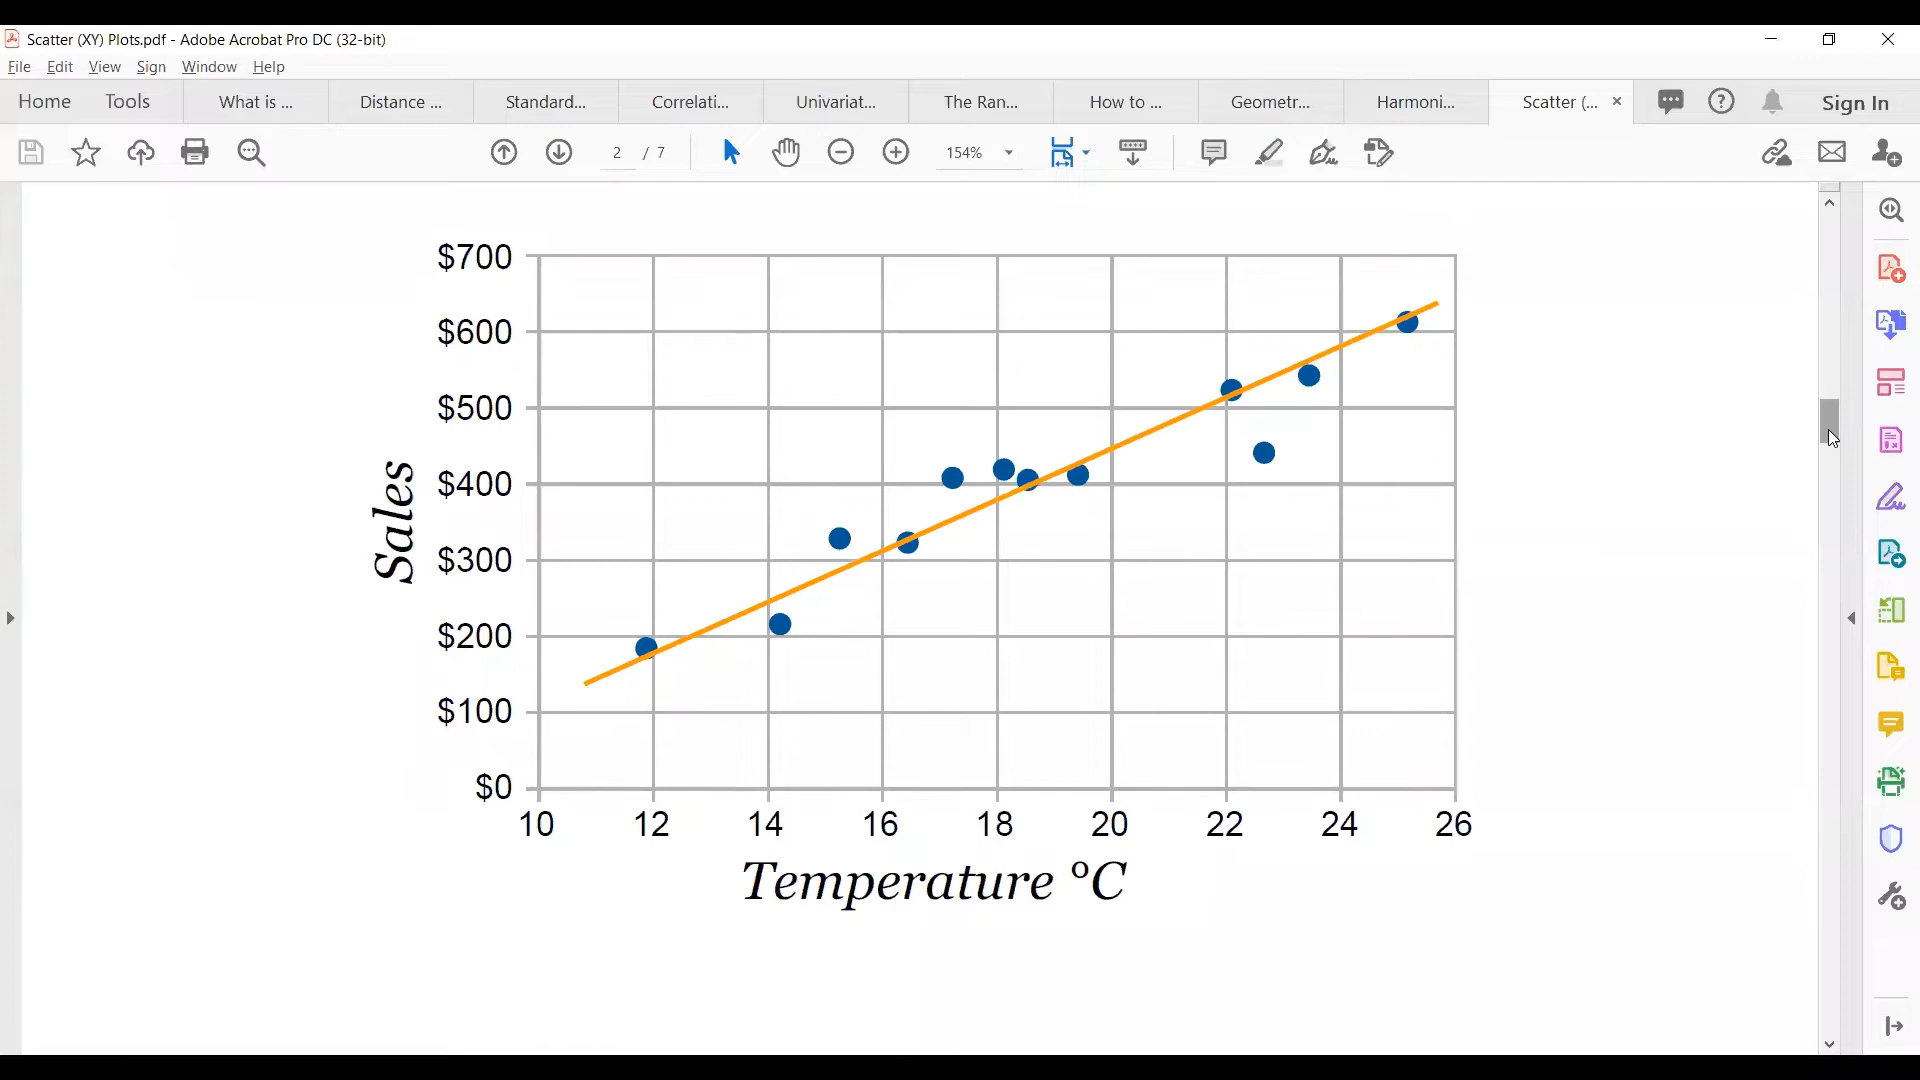 Scatter (XY) Plots.pdf - Adobe Acrobat Pro DC (32-bit)
File Edit View Sign Window Help
Home Tools What is ... Distance ... Standard... Correlati... Univariat... The Ran... How to ... Geometr... Harmoni... Scatter (... × Sign In
2 / 7 154%
$700
$600
$500
$400
$300
$200
$100
$0
Sales
10 12 14 16 18 20 22 24 26
Temperature °C